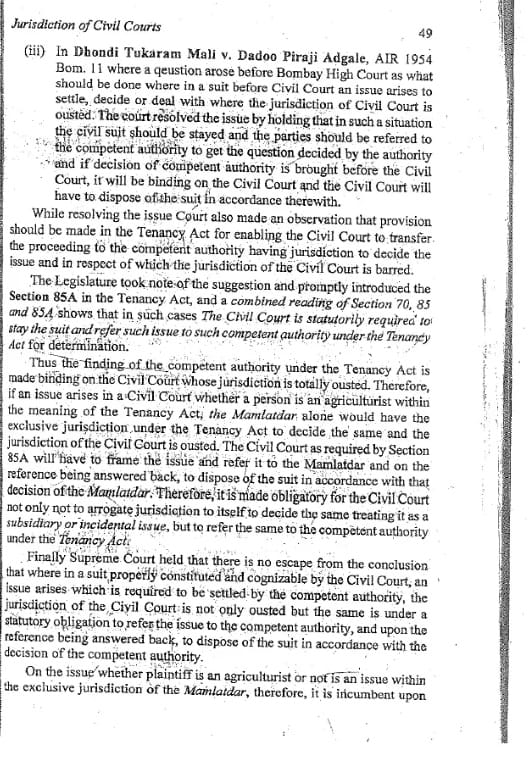 Jurisdiction of Civil Courts
49
(iii) In Dhondi Tukaram Mali v. Dadoo Piraji Adgale, AIR 1954
Bom. 11 where a qeustion arose before Bombay High Court as what
should be done where in a suit before Civil Court an issue arises to
settle, decide or deal with where the jurisdiction of Civil Court is
ousted. The court resolved the issue by holding that in such a situation
the civil suit should be stayed and the parties should be referred to
the competent authority to get the question decided by the authority
and if decision of competent authority is brought before the Civil
Court, it will be binding on the Civil Court and the Civil Court will
have to dispose of the suit in accordance therewith.
While resolving the issue Court also made an observation that provision
should be made in the Tenancy Act for enabling the Civil Court to transfer
the proceeding to the competent authority having jurisdiction to decide the
issue and in respect of which the jurisdiction of the Civil Court is barred.
The Legislature took note of the suggestion and promptly introduced the
Section 85A in the Tenancy Act, and a combined reading of Section 70, 85
and 85A shows that in such cases The Civil Court is statutorily required to
stay the suit and refer such issue to such competent authority under the Tenancy
Act for determination.
Thus the finding of the competent authority under the Tenancy Act is
made binding on the Civil Court whose jurisdiction is totally ousted. Therefore,
if an issue arises in a Civil Court whether a person is an agriculturist within
the meaning of the Tenancy Act, the Mamlatdar alone would have the
exclusive jurisdiction under the Tenancy Act to decide the same and the
jurisdiction of the Civil Court is ousted. The Civil Court as required by Section
85A will have to frame the issue and refer it to the Mamlatdar and on the
reference being answered back, to dispose of the suit in accordance with that
decision of the Mamlatdar. Therefore, it is made obligatory for the Civil Court
not only not to arrogate jurisdiction to itself to decide the same treating it as a
subsidiary or incidental issue, but to refer the same to the competent authority
under the Tenancy Act.
Finally Supreme Court held that there is no escape from the conclusion
that where in a suit properly constituted and cognizable by the Civil Court, an
issue arises which is required to be settled by the competent authority, the
jurisdiction of the Civil Court is not only ousted but the same is under a
statutory obligation to refer the issue to the competent authority, and upon the
reference being answered back, to dispose of the suit in accordance with the
decision of the competent authority.
On the issue whether plaintiff is an agriculturist or not is an issue within
the exclusive jurisdiction of the Mamlatdar, therefore, it is incumbent upon